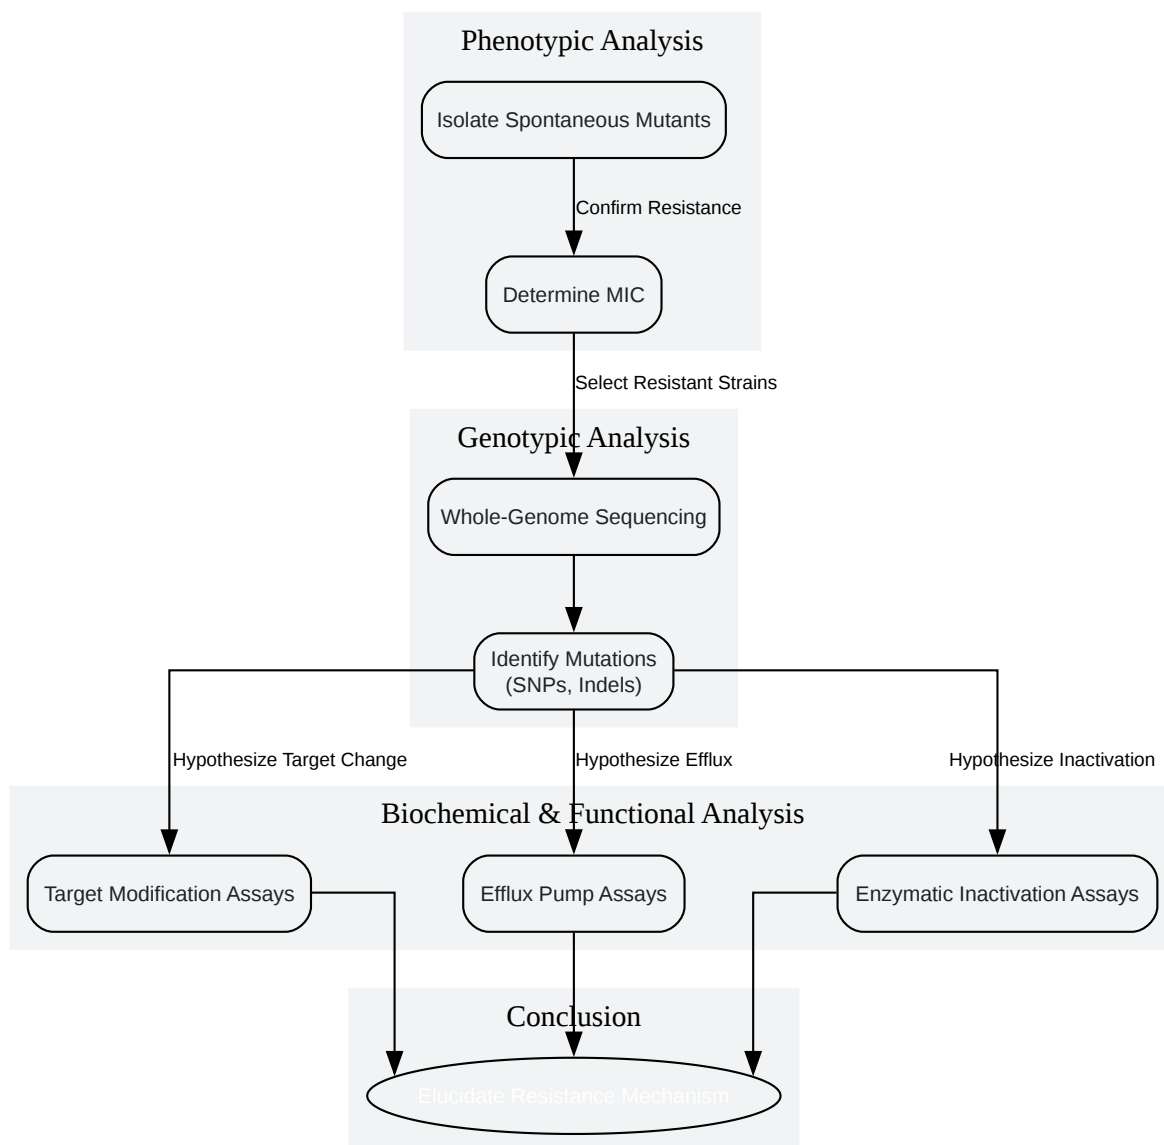 Phenotypic Analysis
Isolate Spontaneous Mutants
Confirm Resistance
Determine MIC
Select Resistant Strains
Genotypic Analysis
Whole-Genome Sequencing
Identify Mutations
(SNPs, Indels)
Hypothesize Target Change
Hypothesize Efflux
Hypothesize Inactivation
Biochemical & Functional Analysis
Target Modification Assays
Efflux Pump Assays
Enzymatic Inactivation Assays
Conclusion
Elucidate Resistance Mechanism